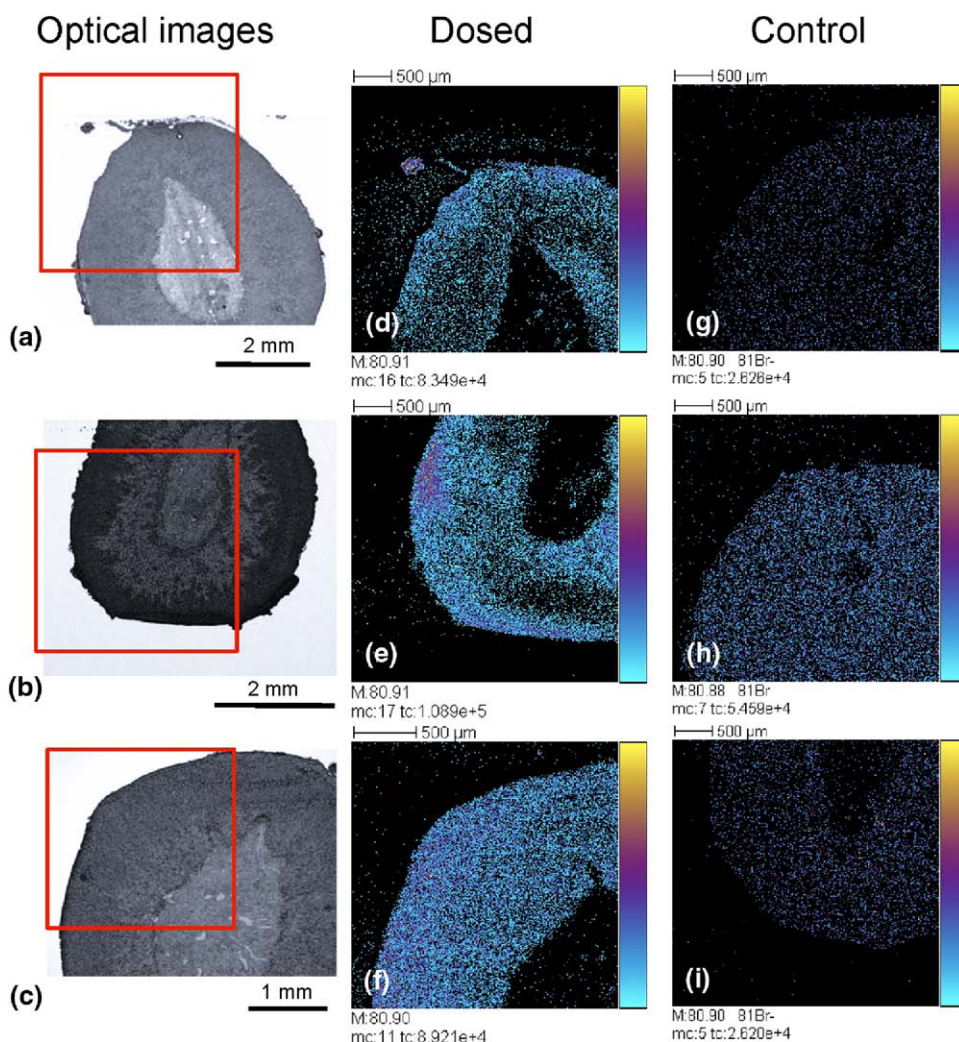 Optical images
Dosed
Control
500 µm
500 µm
(a)
2 mm
(d)
M:80.91
mc:16 tc:8.349e+4
(g)
M:80.90 81Br-
mc:5 tc:2.626e+4
500 µm
500 µm
(b)
2 mm
(e)
M:80.91
mc:17 tc:1.089e+5
(h)
M:80.88 81Br
mc:7 tc:5.459e+4
500 µm
500 µm
(c)
1 mm
(f)
M:80.90
mc:11 tc:8.921e+4
(i)
M:80.90 81Br-
mc:5 tc:2.620e+4